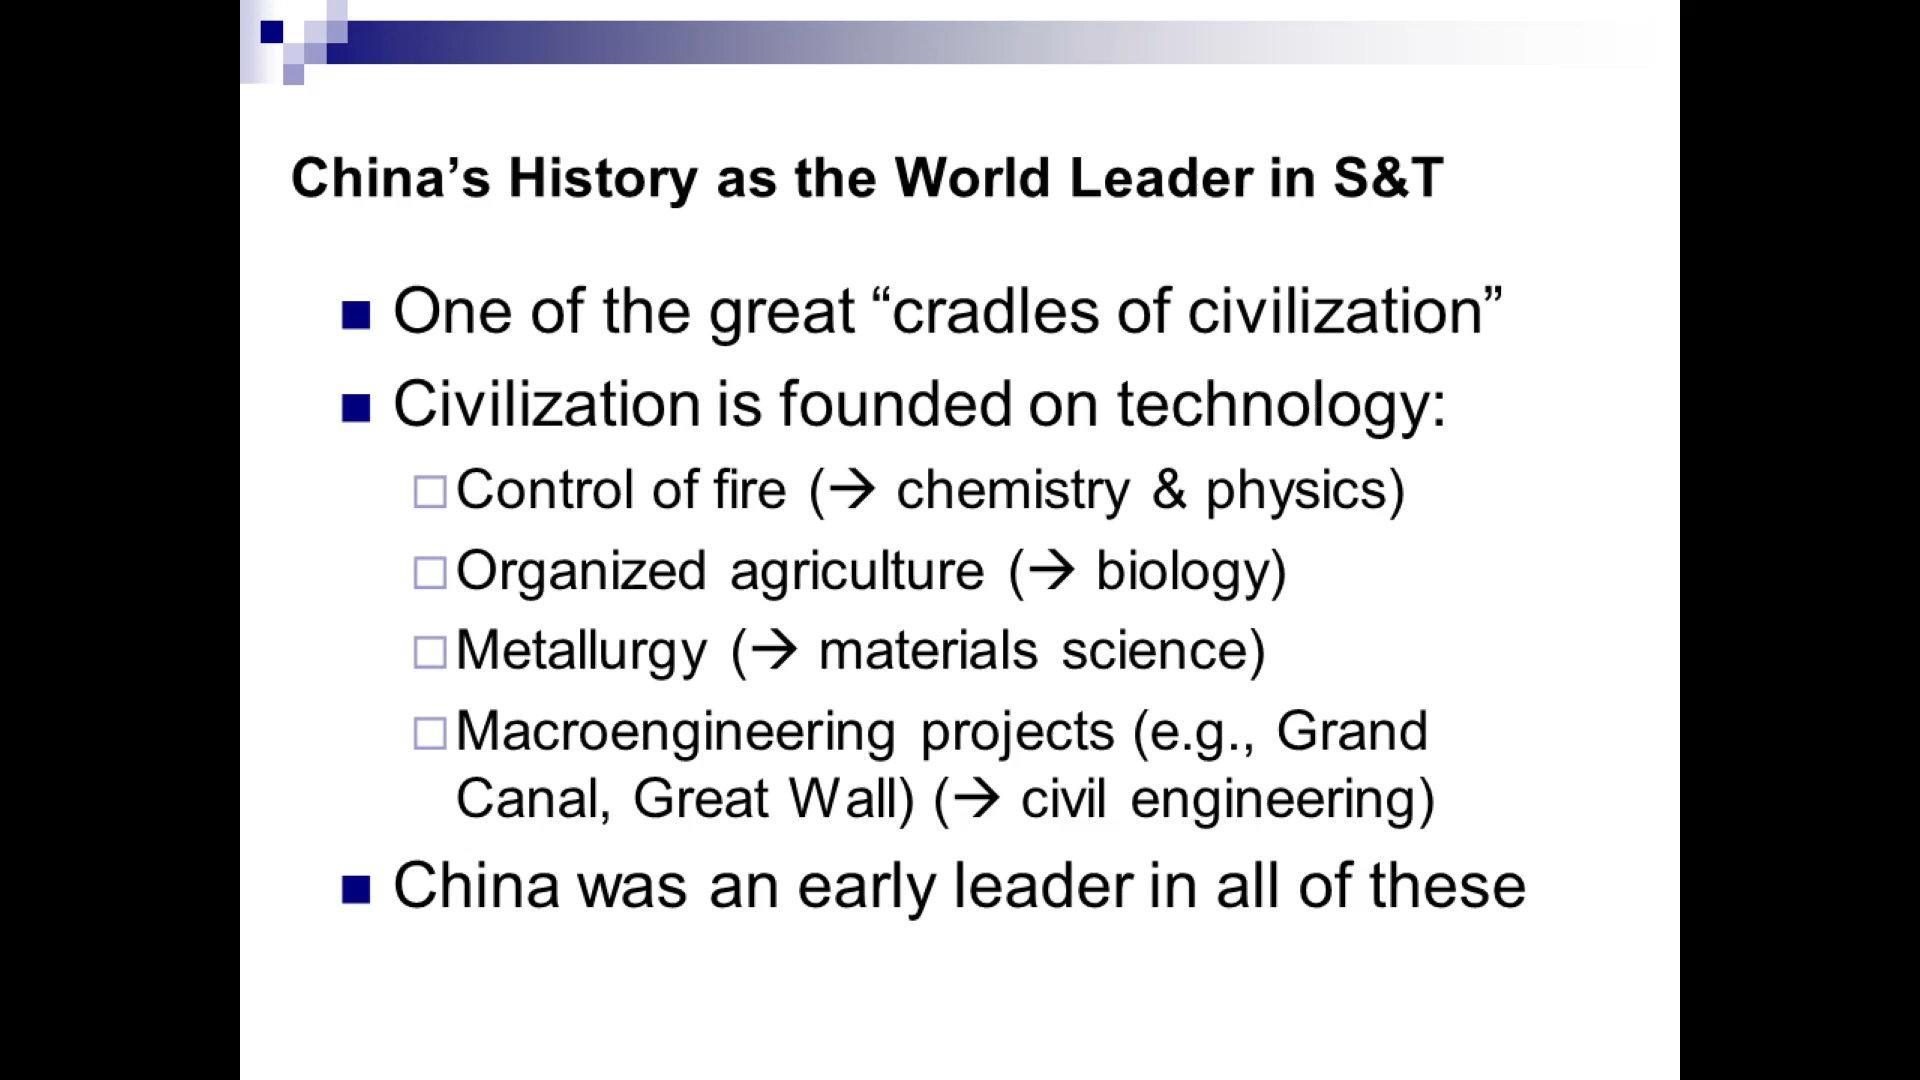 China’s History as the World Leader in S&T
One of the great “cradles of civilization”
Civilization is founded on technology:
Control of fire (→ chemistry & physics)
Organized agriculture (→ biology)
Metallurgy (→ materials science)
Macroengineering projects (e.g., Grand
Canal, Great Wall) (→ civil engineering)
China was an early leader in all of these